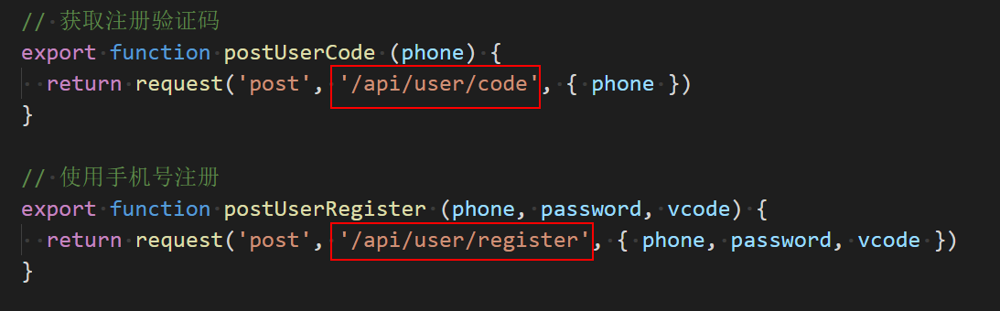 // 获取注册验证码
export function postUserCode (phone) {
  return request('post', '/api/user/code', { phone })
}
// 使用手机号注册
export function postUserRegister (phone, password, vcode) {
  return request('post', '/api/user/register', { phone, password, vcode })
}